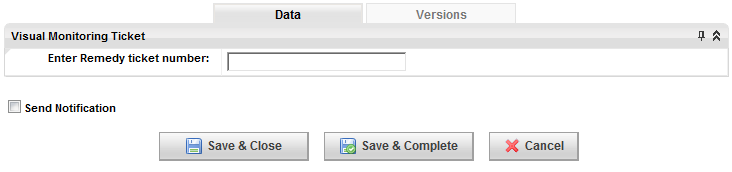 Data Versions
Visual Monitoring Ticket
Enter Remedy ticket number:
Send Notification
Save & Close Save & Complete Cancel